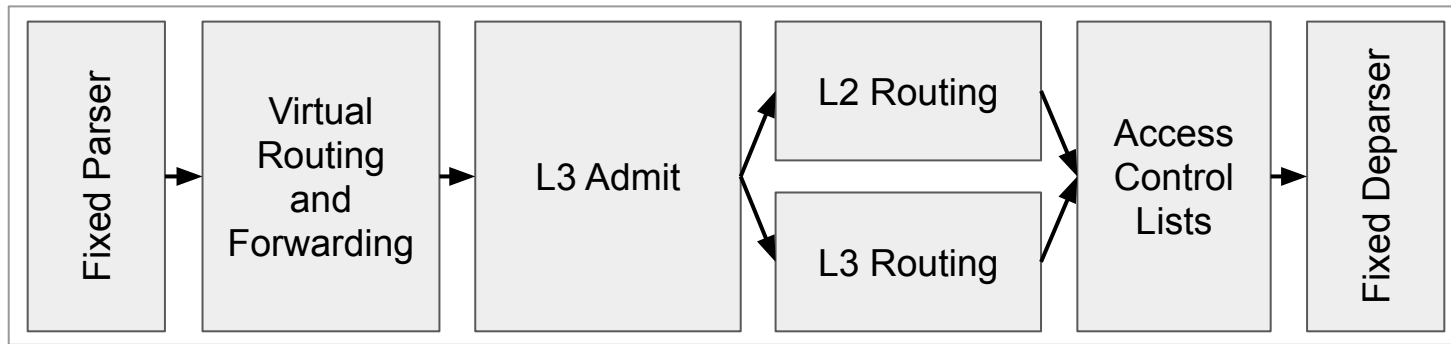 Fixed Parser
Virtual
Routing
and
Forwarding
L3 Admit
L2 Routing
L3 Routing
Access
Control
Lists
Fixed Deparser